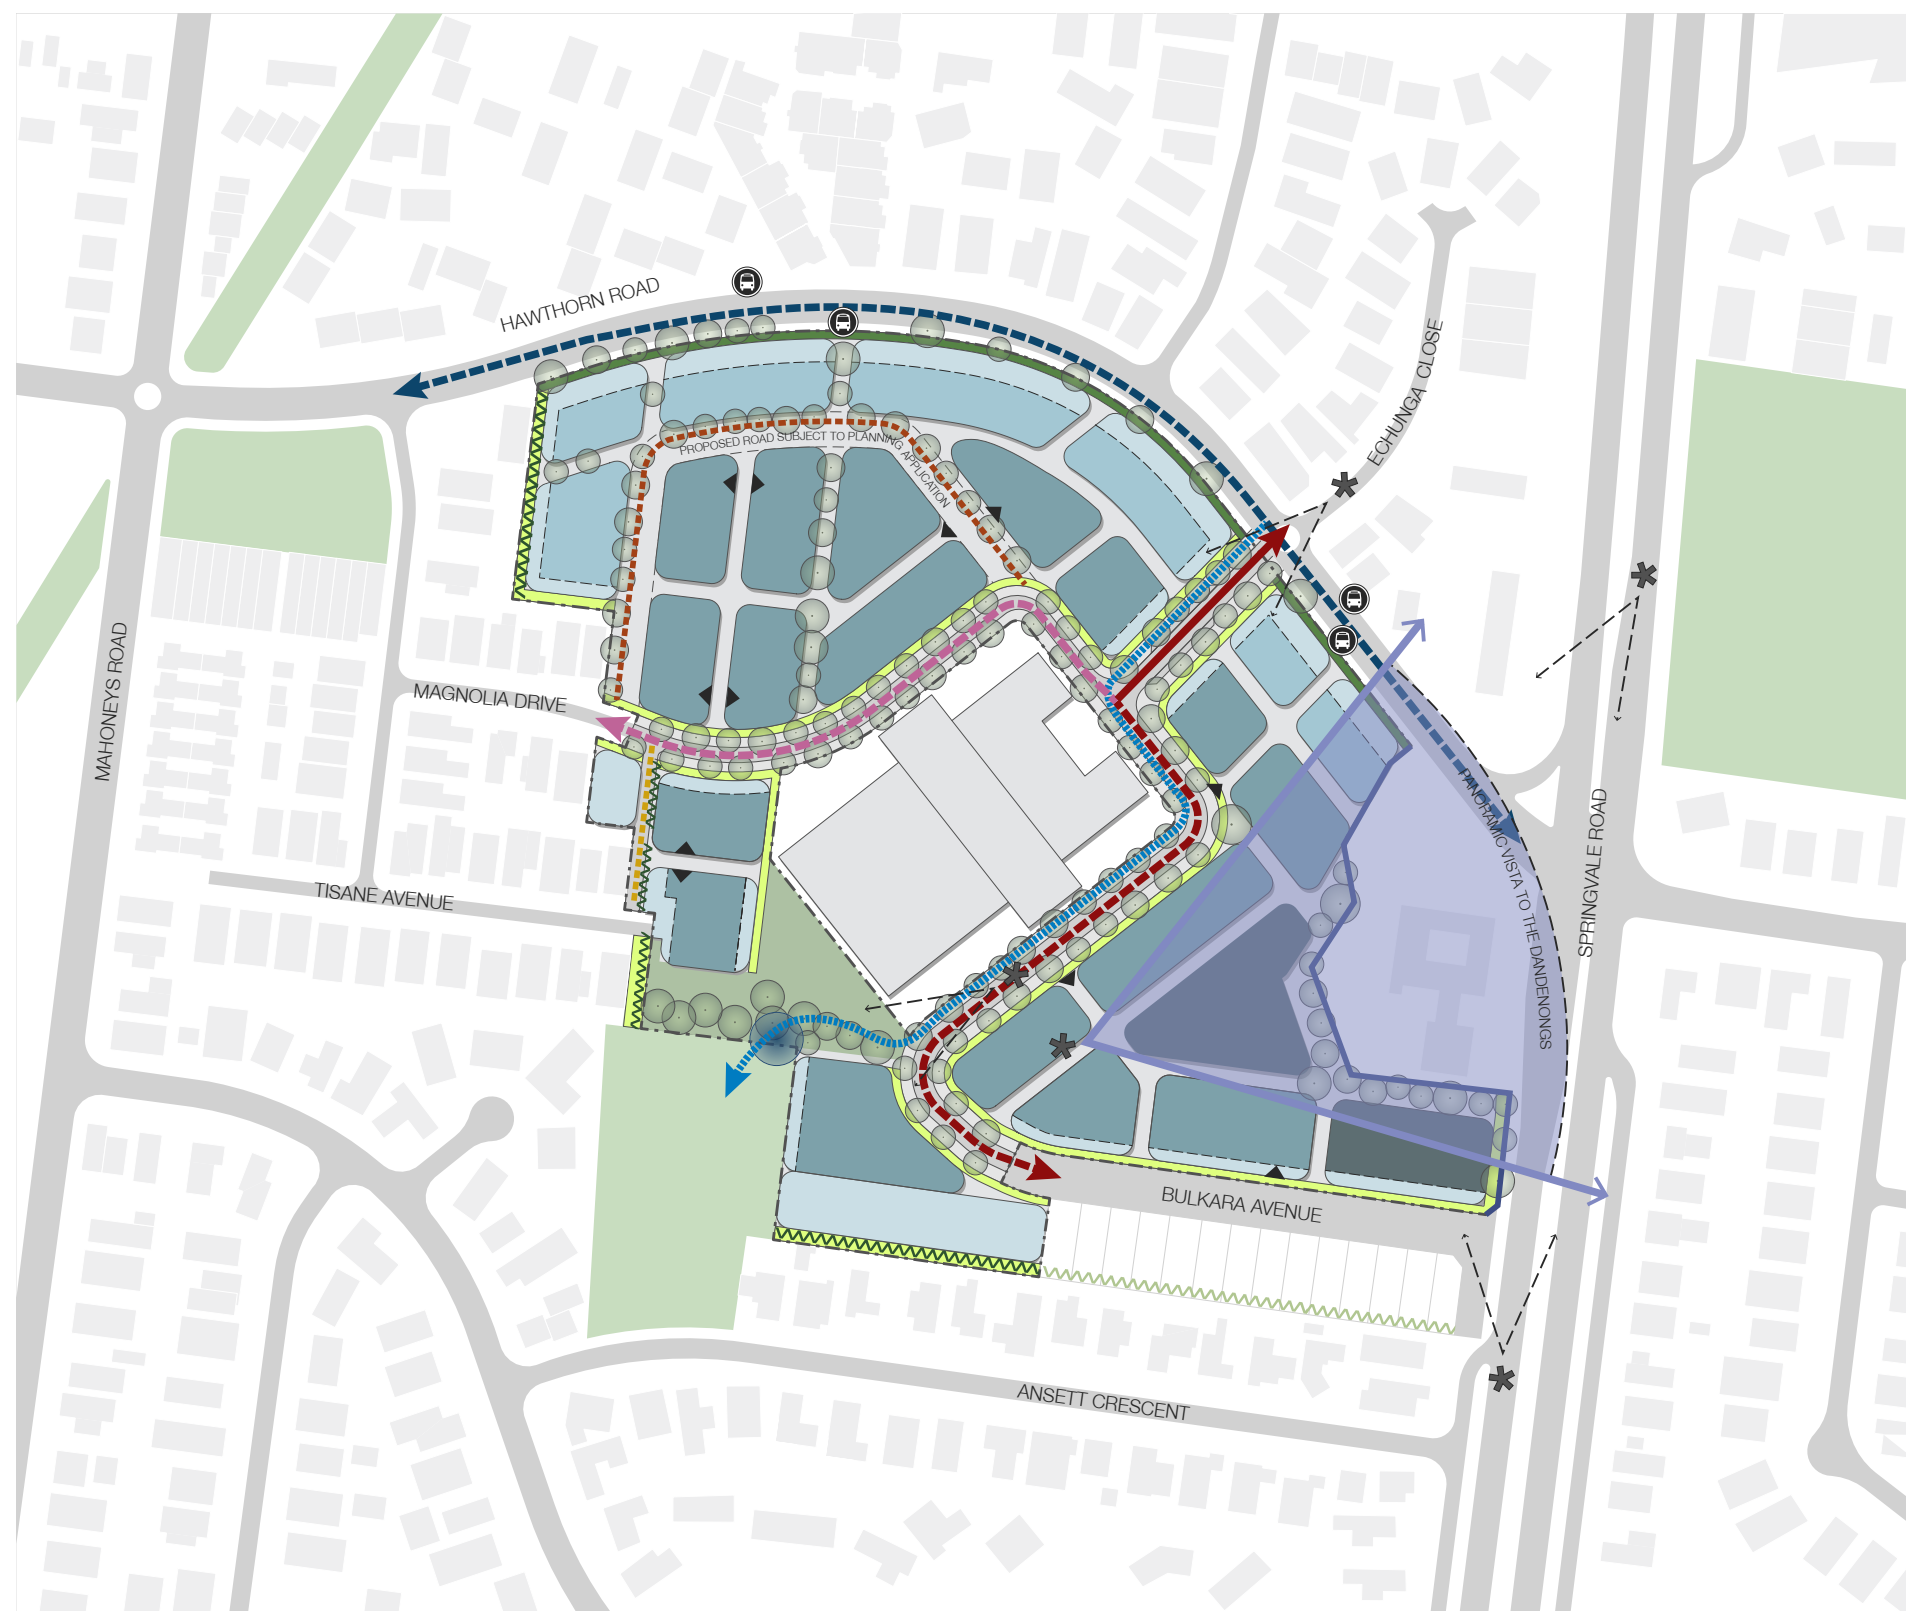 HAWTHORN ROAD
ECHUNGA CLOSE
PROPOSED ROAD SUBJECT TO PLANNING APPLICATION
MAHONEYS ROAD
MAGNOLIA DRIVE
PANORAMIC VISTA TO THE DANDENONGS
SPRINGVALE ROAD
TISANE AVENUE
BULKARA AVENUE
ANSETT CRESCENT